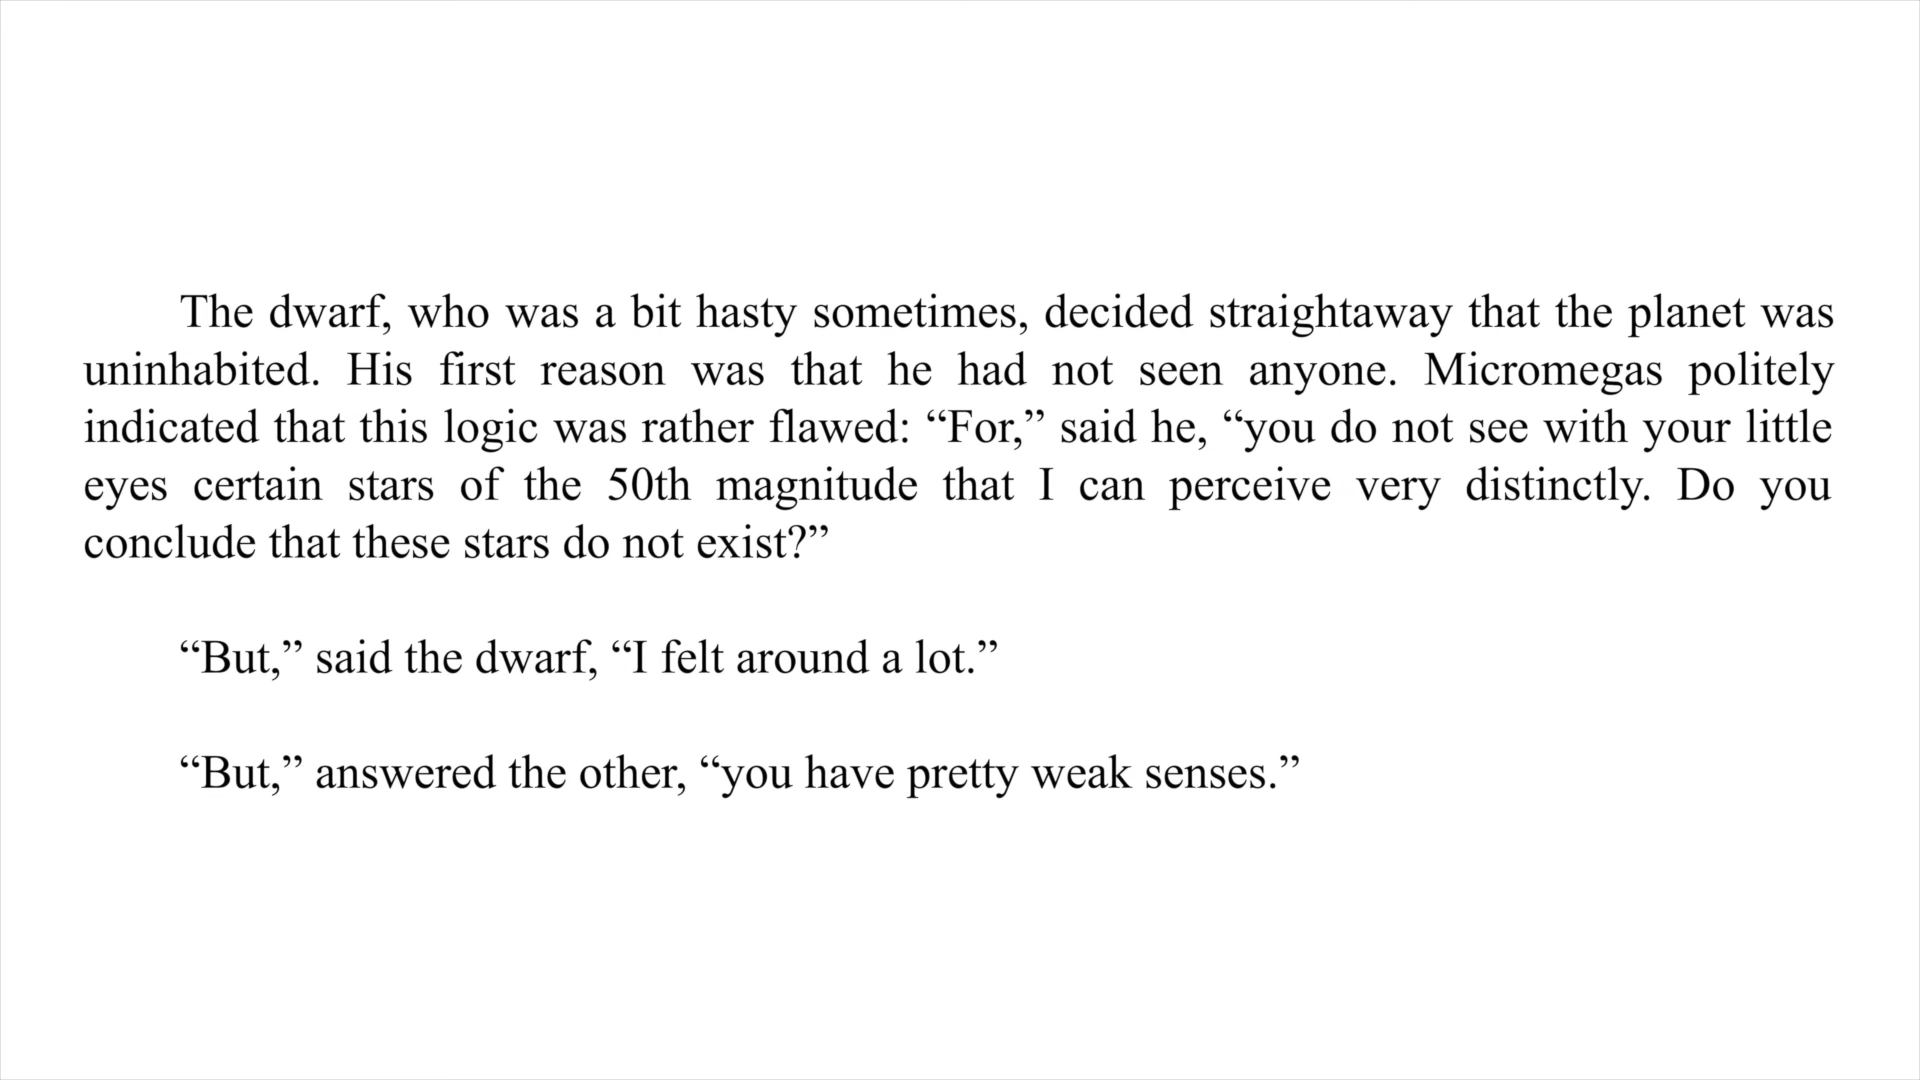 The dwarf, who was a bit hasty sometimes, decided straightaway that the planet was
uninhabited. His first reason was that he had not seen anyone. Micromegas politely
indicated that this logic was rather flawed: “For,” said he, “you do not see with your little
eyes certain stars of the 50th magnitude that I can perceive very distinctly. Do you
conclude that these stars do not exist?”
“But,” said the dwarf, “I felt around a lot.”
“But,” answered the other, “you have pretty weak senses.”